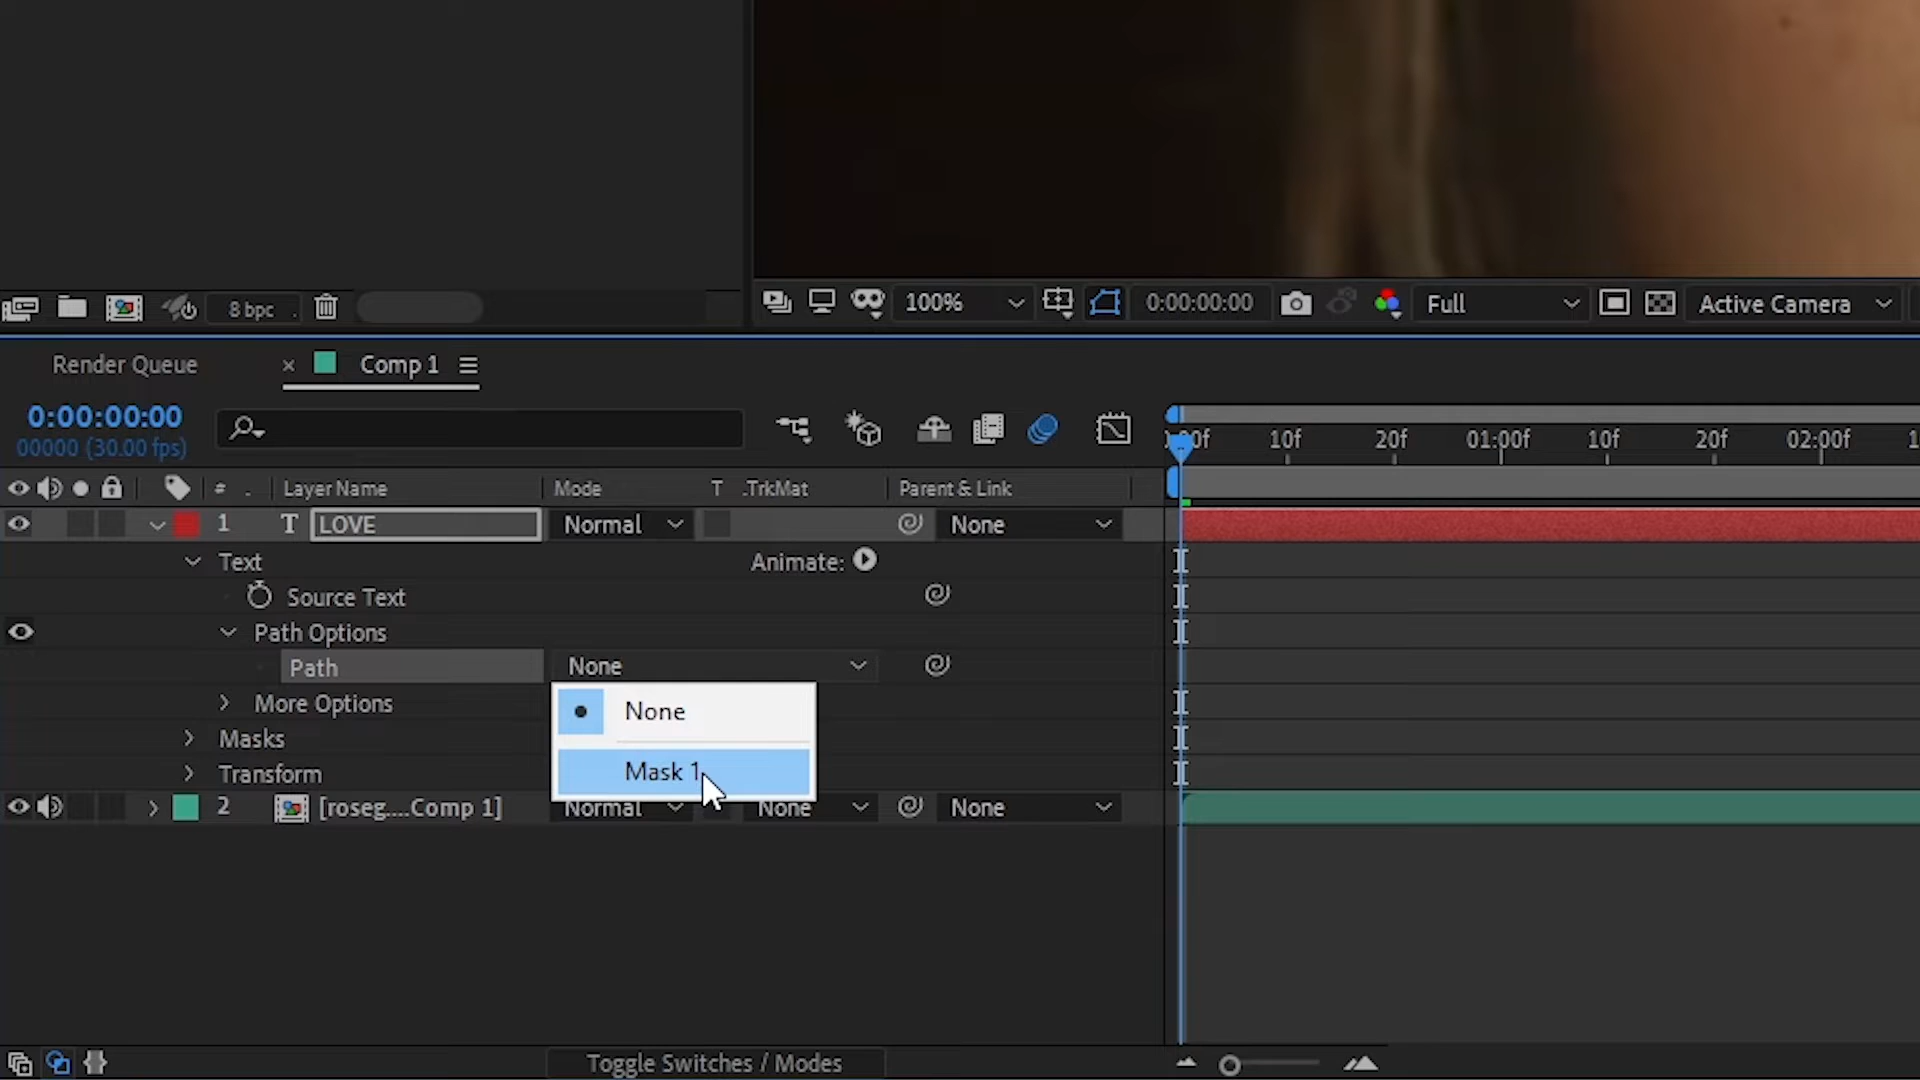 8 bpc
100%
0:00:00:00
Full
Active Camera
Render Queue
× Comp 1
0:00:00:00
00000 (30.00 fps)
:00f 10f 20f 01:00f 10f 20f 02:00f 1
# . Layer Name Mode T .TrkMat Parent & Link
1 T LOVE Normal None
Text Animate:
Source Text
Path Options
Path None
More Options
None
Masks
Mask 1
Transform
2 [roseg....Comp 1] Normal None None
Toggle Switches / Modes